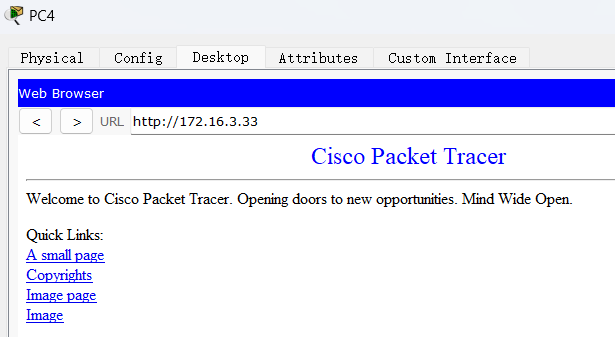 PC4
Physical Config Desktop Attributes Custom Interface
Web Browser
< > URL http://172.16.3.33
Cisco Packet Tracer
Welcome to Cisco Packet Tracer. Opening doors to new opportunities. Mind Wide Open.
Quick Links:
A small page
Copyrights
Image page
Image